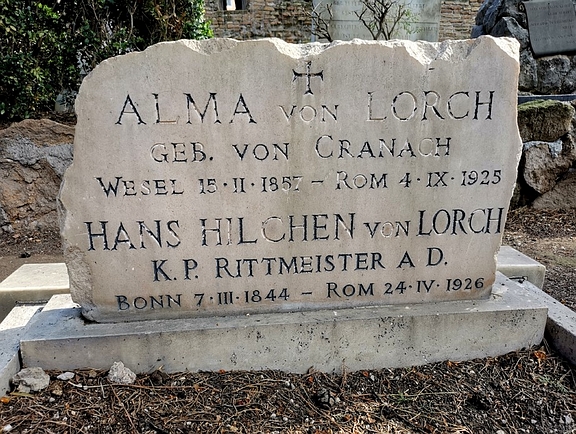 ALMA VON LORCH
GEB. VON CRANACH
WESEL 15·II·1857 – ROM 4·IX·1925
HANS HILCHEN VON LORCH
K.P. RITTMEISTER A D.
BONN 7·III·1844 – ROM 24·IV·1926